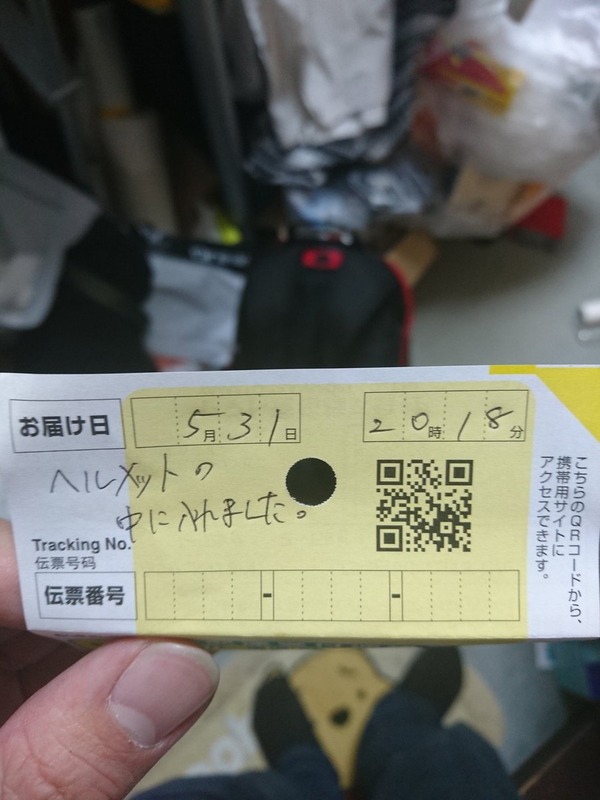 お届け日 5月31日 20時18分
ヘルメットの
中に入れました。
Tracking No.
伝票号码
伝票番号 - -
こちらのQRコードから、
携帯用サイトに
アクセスできます。